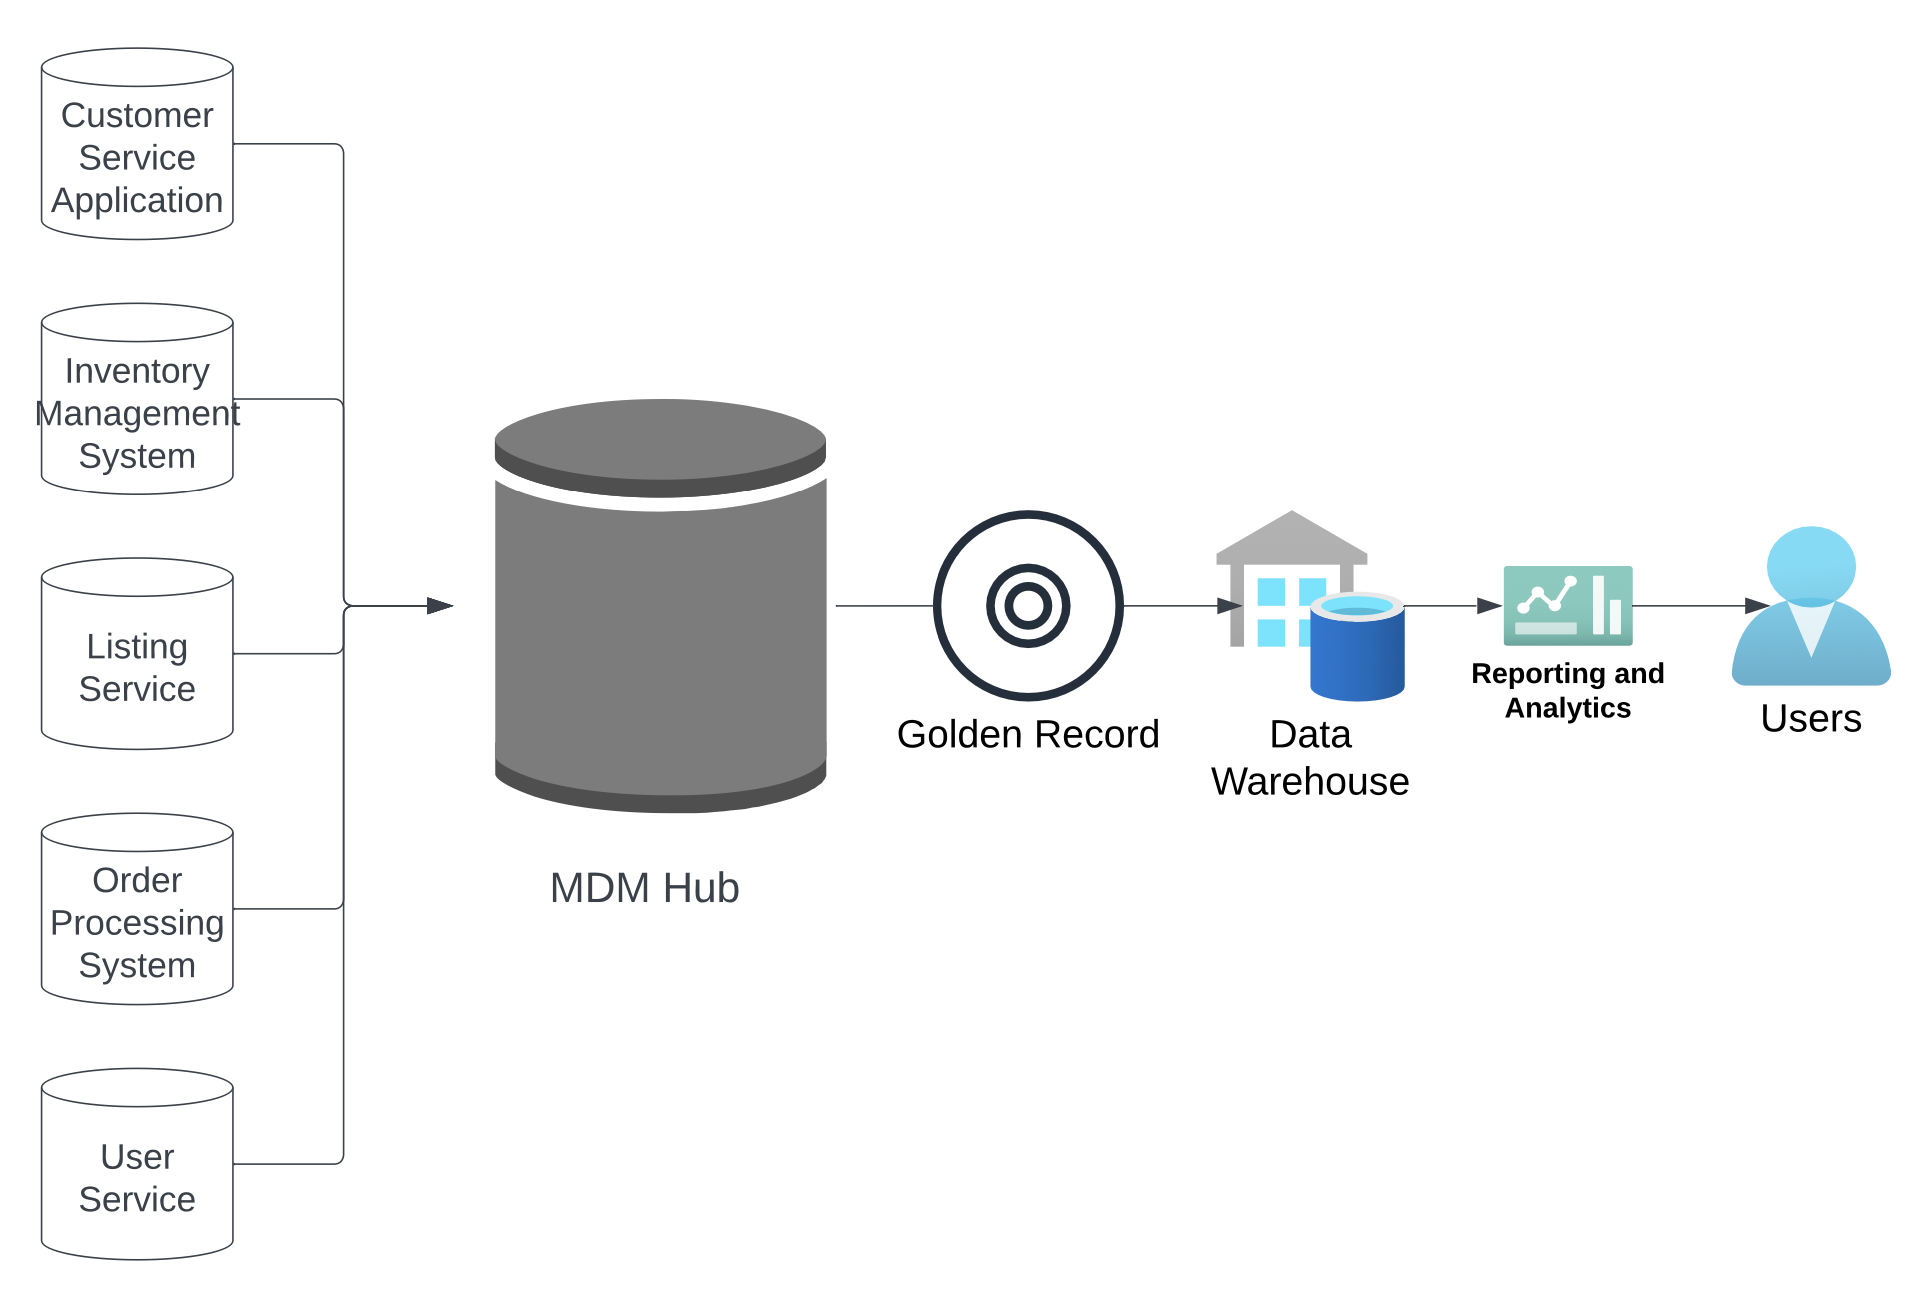 Customer
Service
Application
Inventory
Management
System
Listing
Service
Order
Processing
System
User
Service
MDM Hub
Golden Record
Data
Warehouse
Reporting and
Analytics
Users